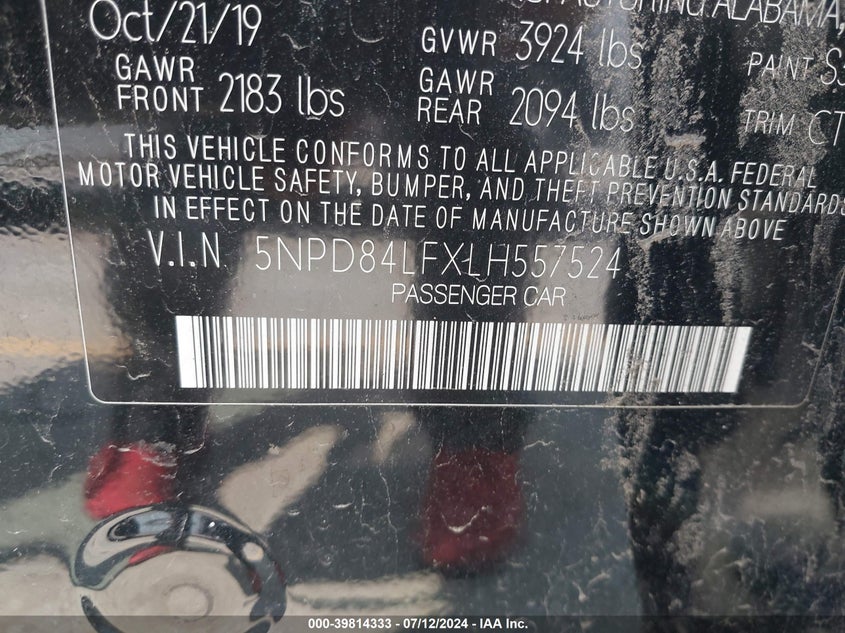 ALABAMA,
Oct/21/19 GVWR 3924 lbs PAINT
GAWR FRONT 2183 lbs GAWR REAR 2094 lbs TRIM
THIS VEHICLE CONFORMS TO ALL APPLICABLE U.S.A. FEDERAL
MOTOR VEHICLE SAFETY, BUMPER, AND THEFT PREVENTION STANDARDS
IN EFFECT ON THE DATE OF MANUFACTURE SHOWN ABOVE
V.I.N 5NPD84LFXLH557524
PASSENGER CAR
000-39814333 - 07/12/2024 - IAA Inc.